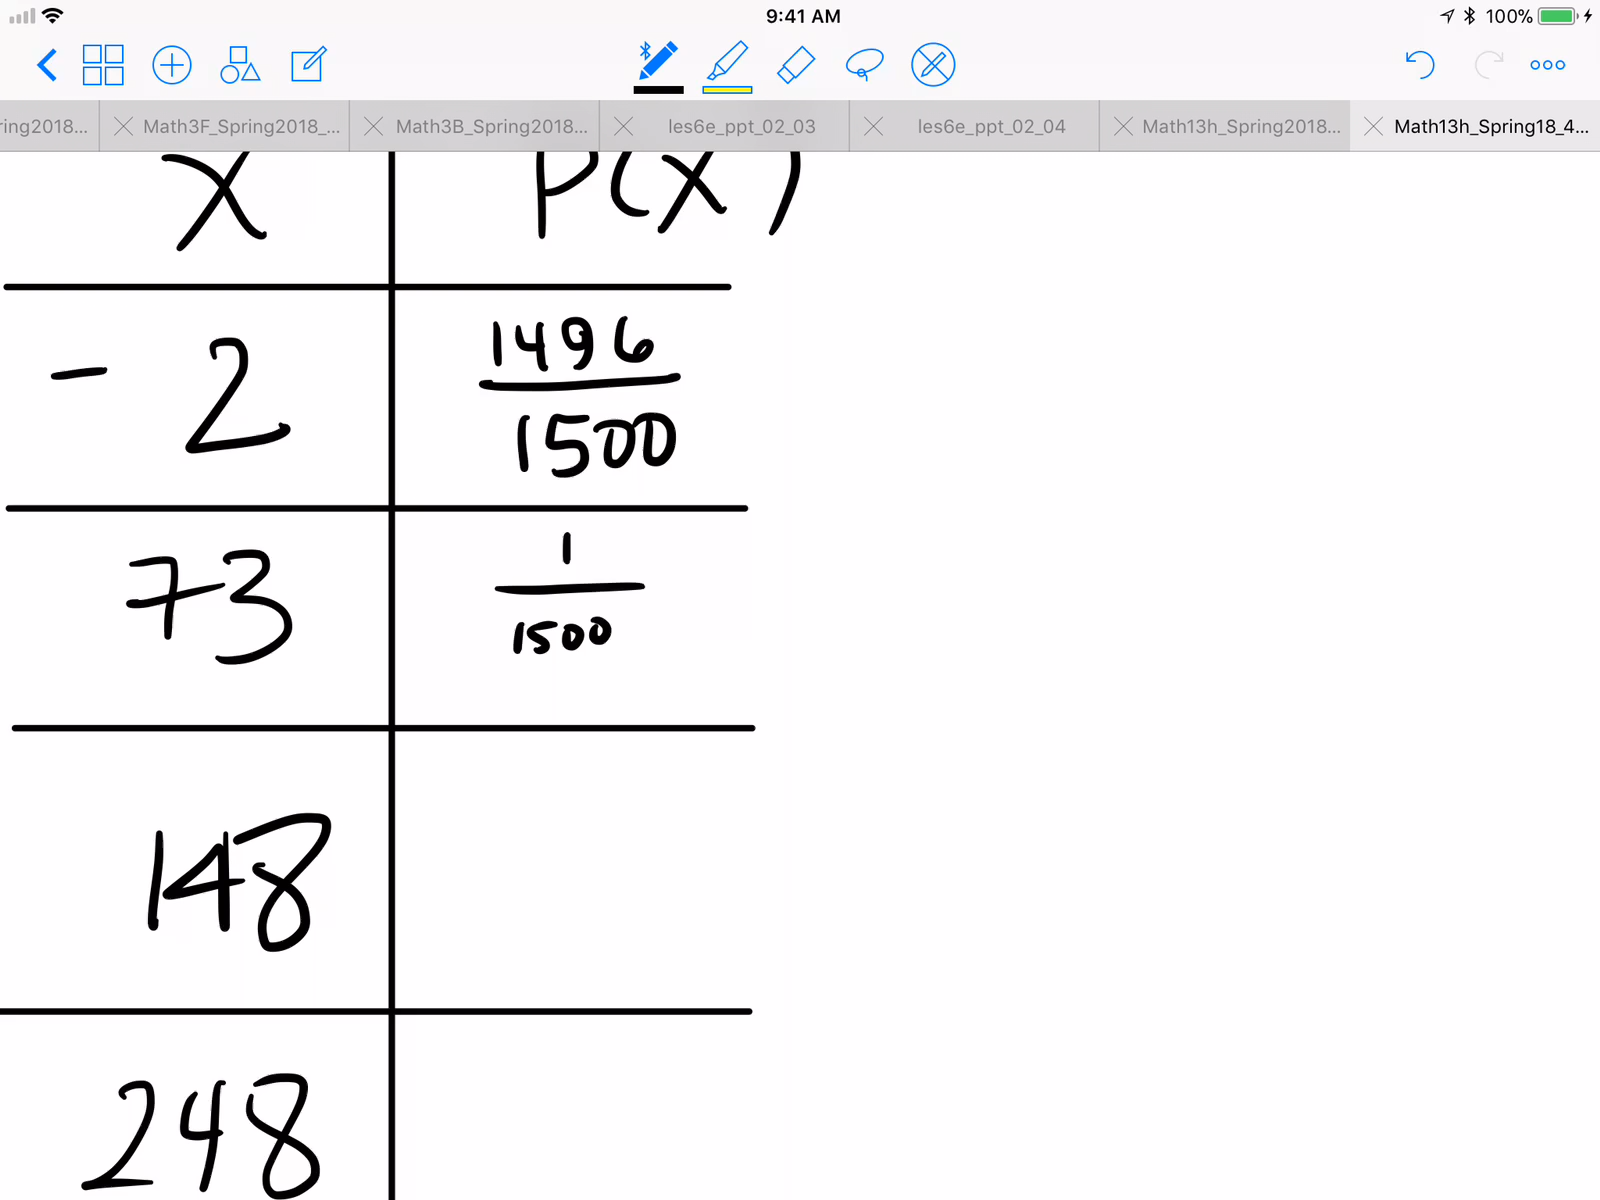 9:41 AM
100%
ring2018...
Math3F_Spring2018_...
Math3B_Spring2018...
les6e_ppt_02_03
les6e_ppt_02_04
Math13h_Spring2018...
Math13h_Spring18_4...
X P(X)
- 2 1496
1500
73 1
1500
148
248